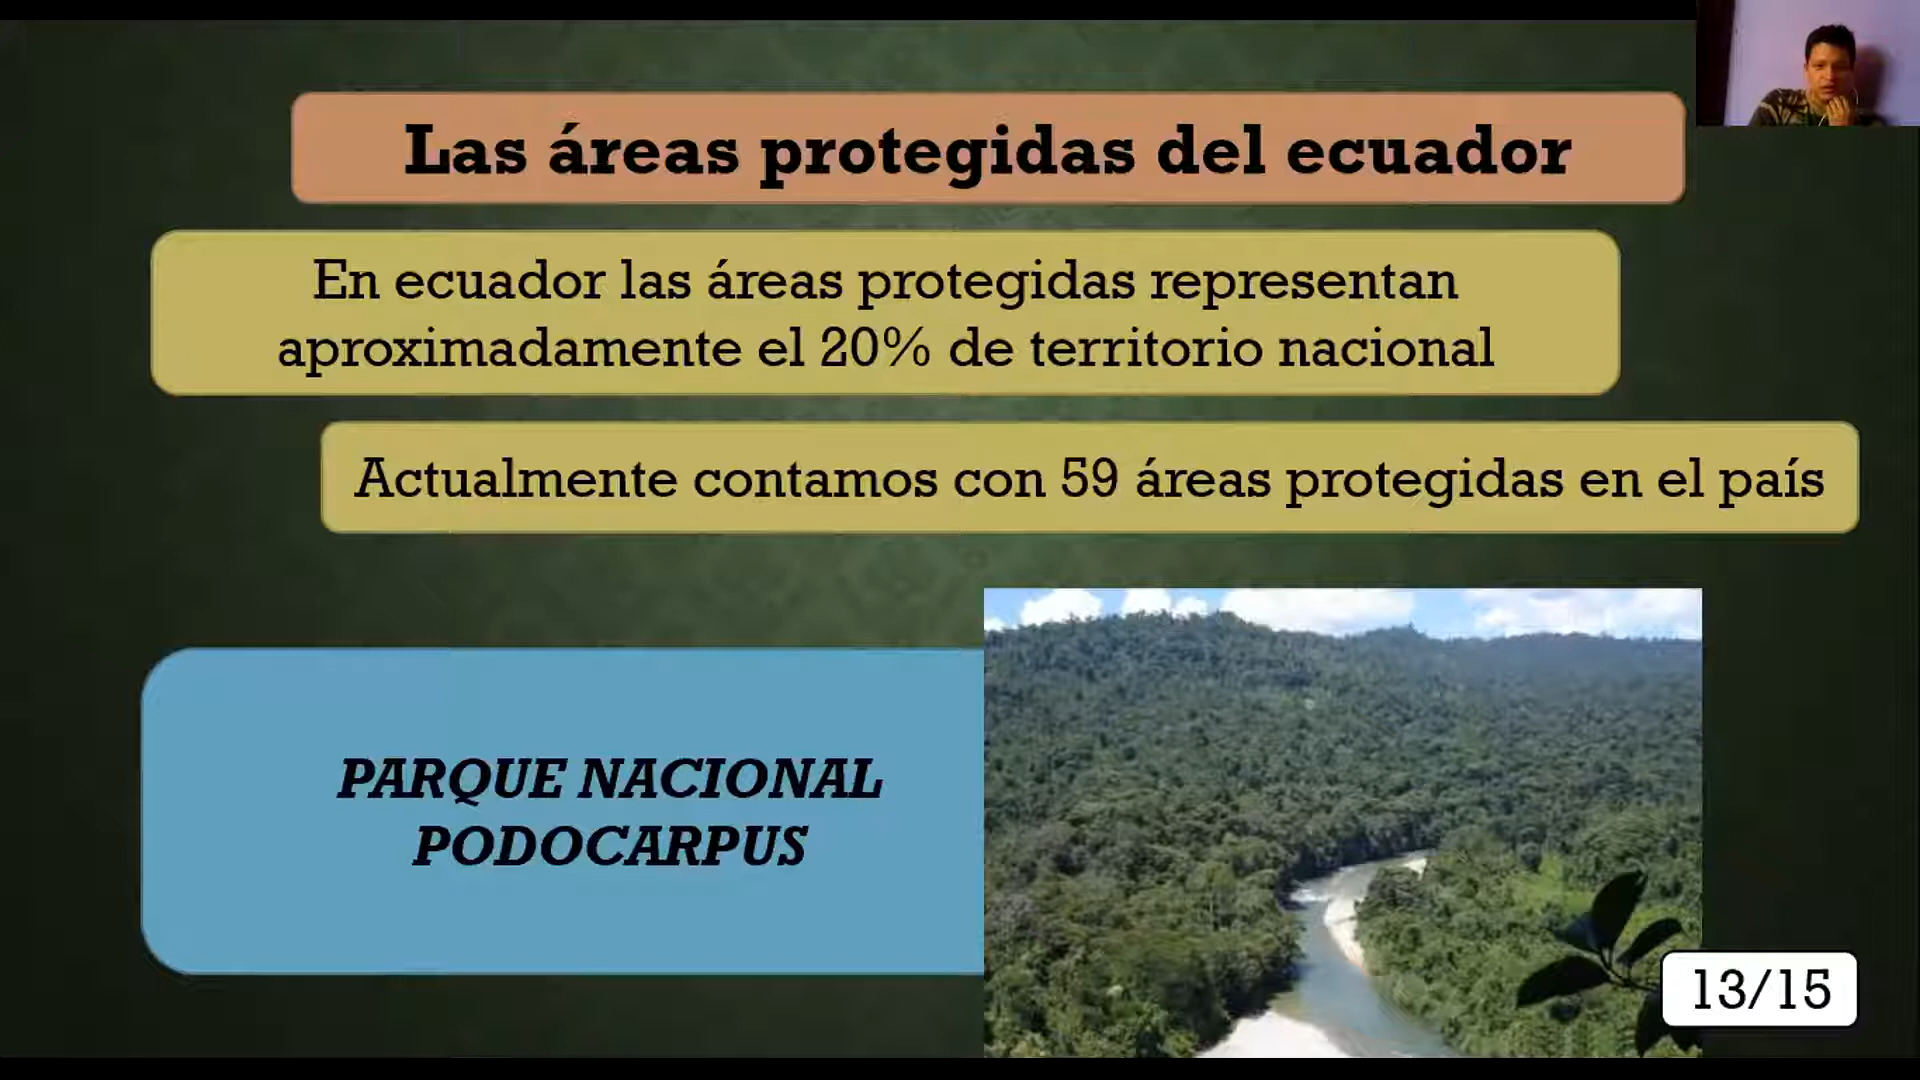 Las áreas protegidas del ecuador
En ecuador las áreas protegidas representan
aproximadamente el 20% de territorio nacional
Actualmente contamos con 59 áreas protegidas en el país
PARQUE NACIONAL
PODOCARPUS
13/15